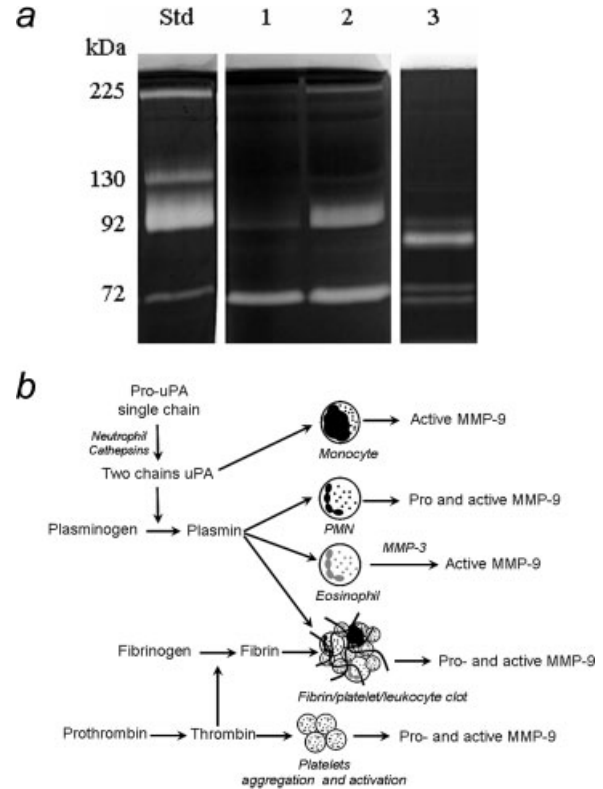 a
Std 1 2 3
kDa
225
130
92
72
b
Pro-uPA
single chain
Neutrophil
Cathepsins
Two chains uPA
Monocyte
Active MMP-9
Plasminogen
Plasmin
PMN
Pro and active MMP-9
Eosinophil
MMP-3
Active MMP-9
Fibrinogen
Fibrin
Fibrin/platelet/leukocyte clot
Pro- and active MMP-9
Prothrombin
Thrombin
Platelets
aggregation and activation
Pro- and active MMP-9